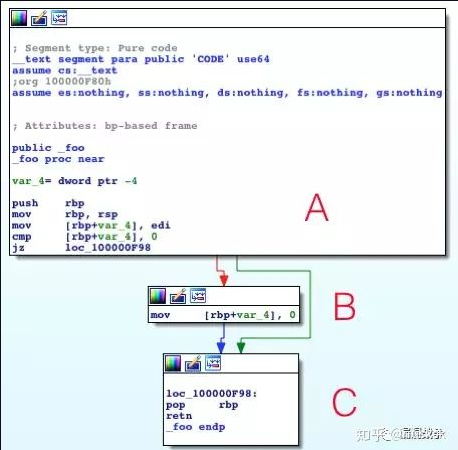 ; Segment type: Pure code
__text segment para public 'CODE' use64
assume cs:__text
;org 100000F80h
assume es:nothing, ss:nothing, ds:nothing, fs:nothing, gs:nothing
; Attributes: bp-based frame
public _foo
_foo proc near
var_4= dword ptr -4
push rbp
mov rbp, rsp
mov [rbp+var_4], edi
cmp [rbp+var_4], 0
jz loc_100000F98
A
mov [rbp+var_4], 0
B
loc_100000F98:
pop rbp
retn
_foo endp
C
知乎